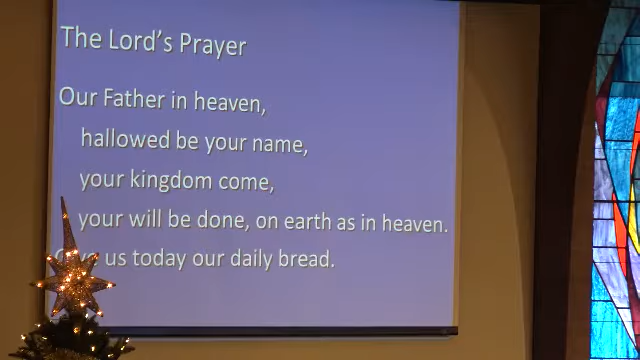 The Lord's Prayer
Our Father in heaven,
hallowed be your name,
your kingdom come,
your will be done, on earth as in heaven.
us today our daily bread.